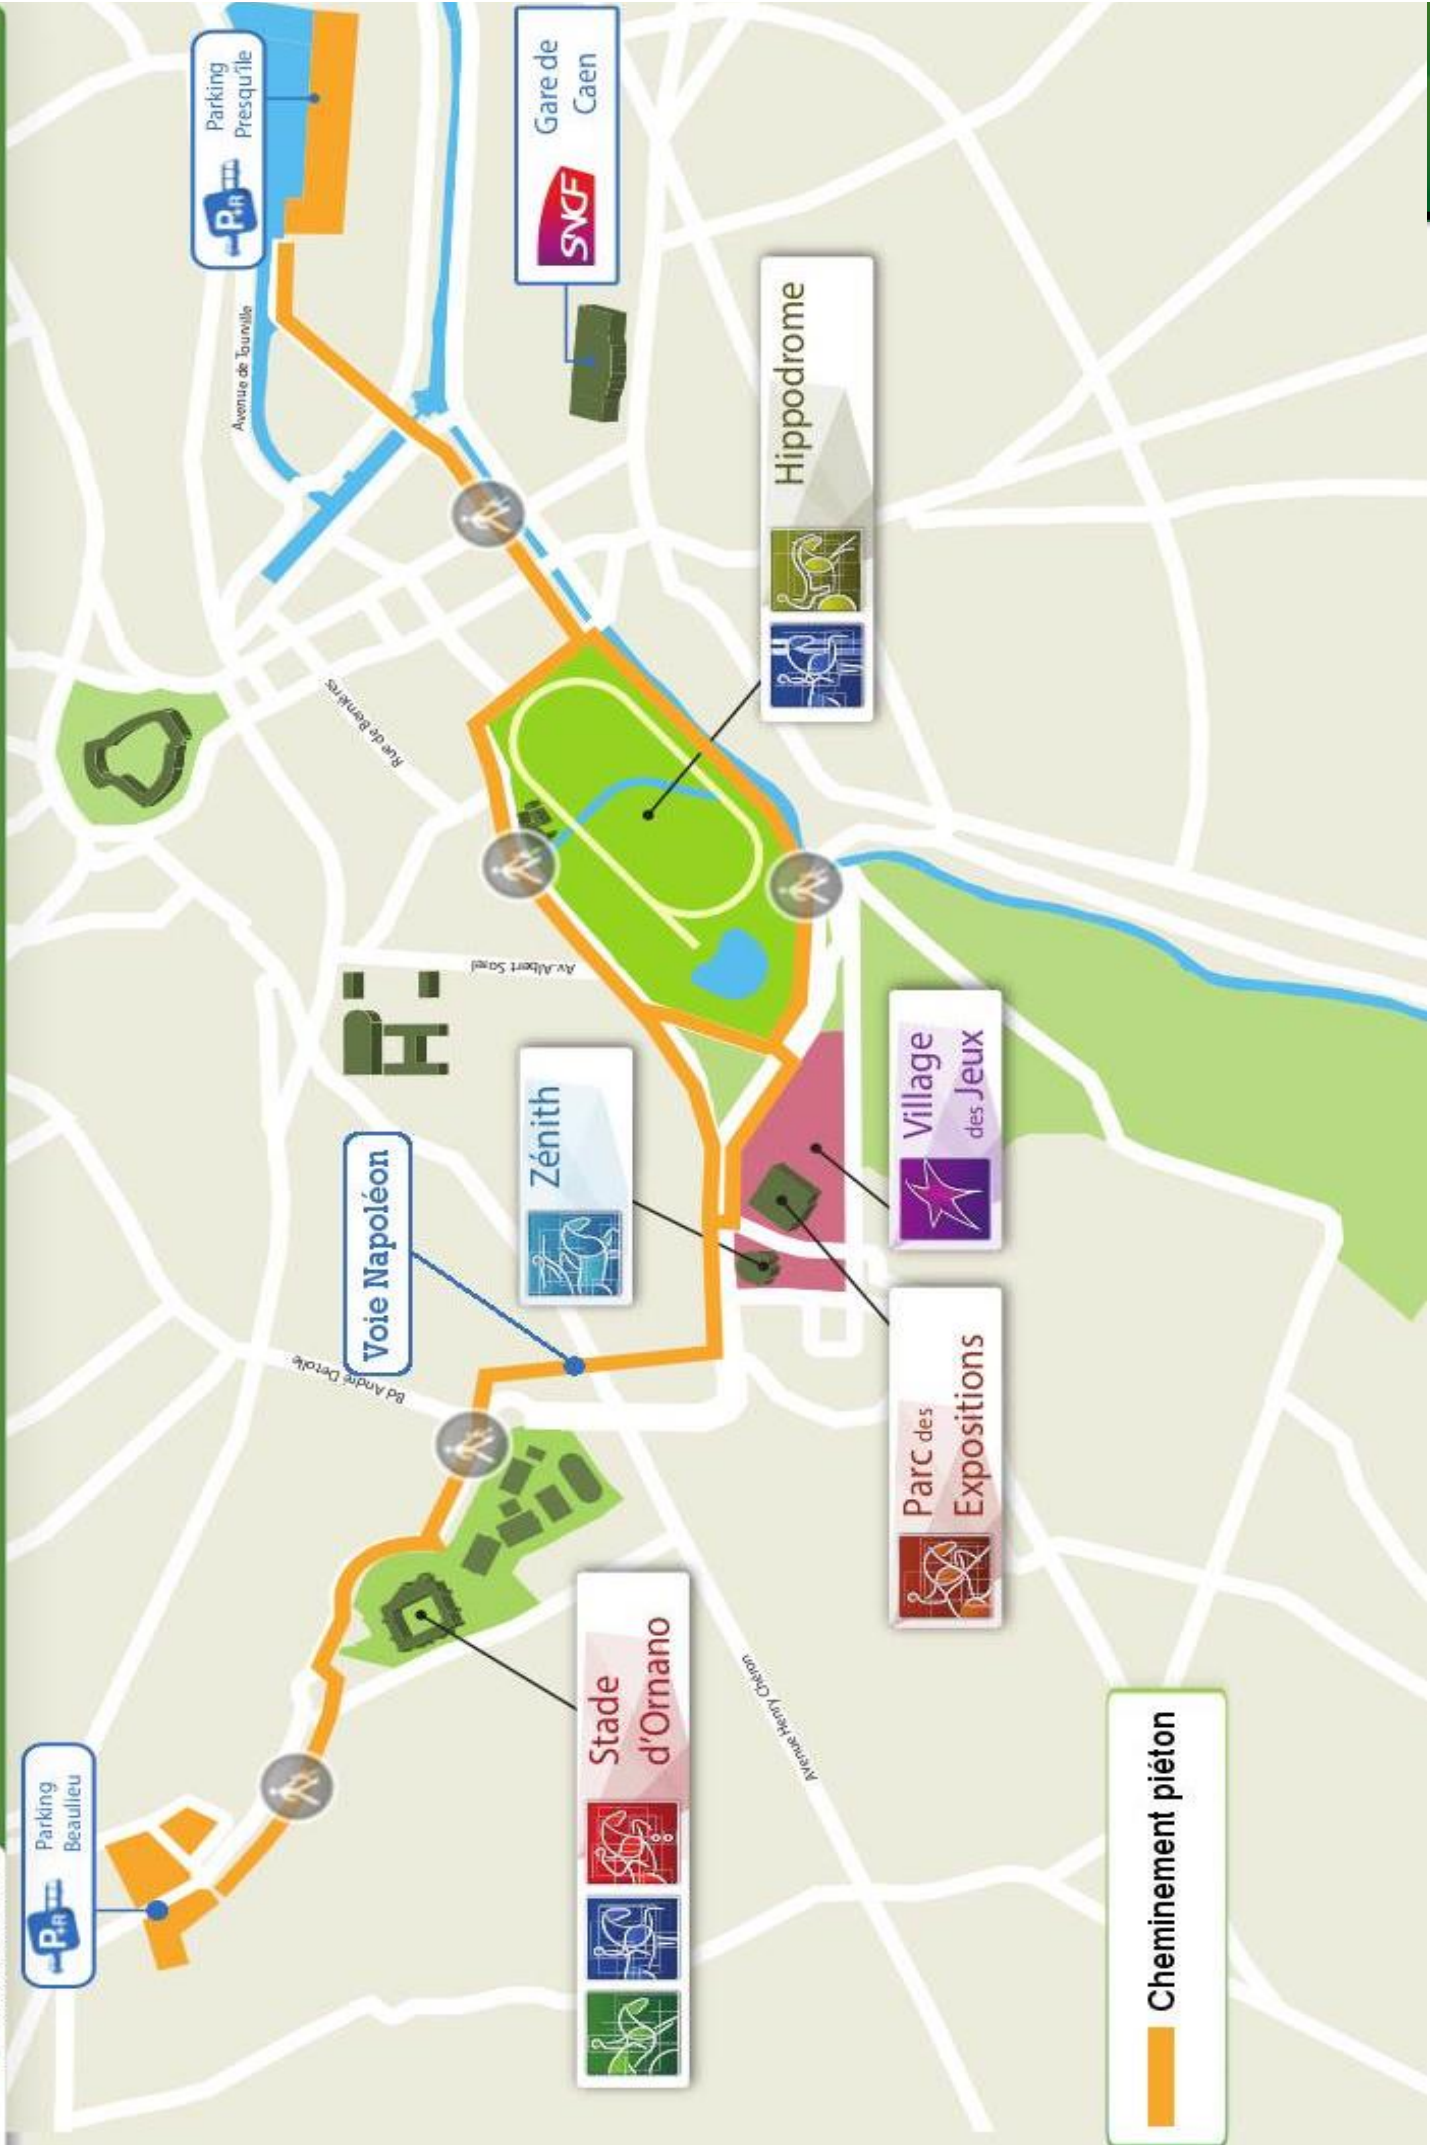 Parking
Beaulieu
P+R
Parking
Presqu'île
P+R
Avenue de Tourville
Gare de
Caen
SNCF
Rue de Bernières
Av. Albert Sorel
Bd André Detolle
Voie Napoléon
Zénith
Hippodrome
Stade
d'Ornano
Avenue Henry Chéron
Parc des
Expositions
Village
des Jeux
Cheminement piéton